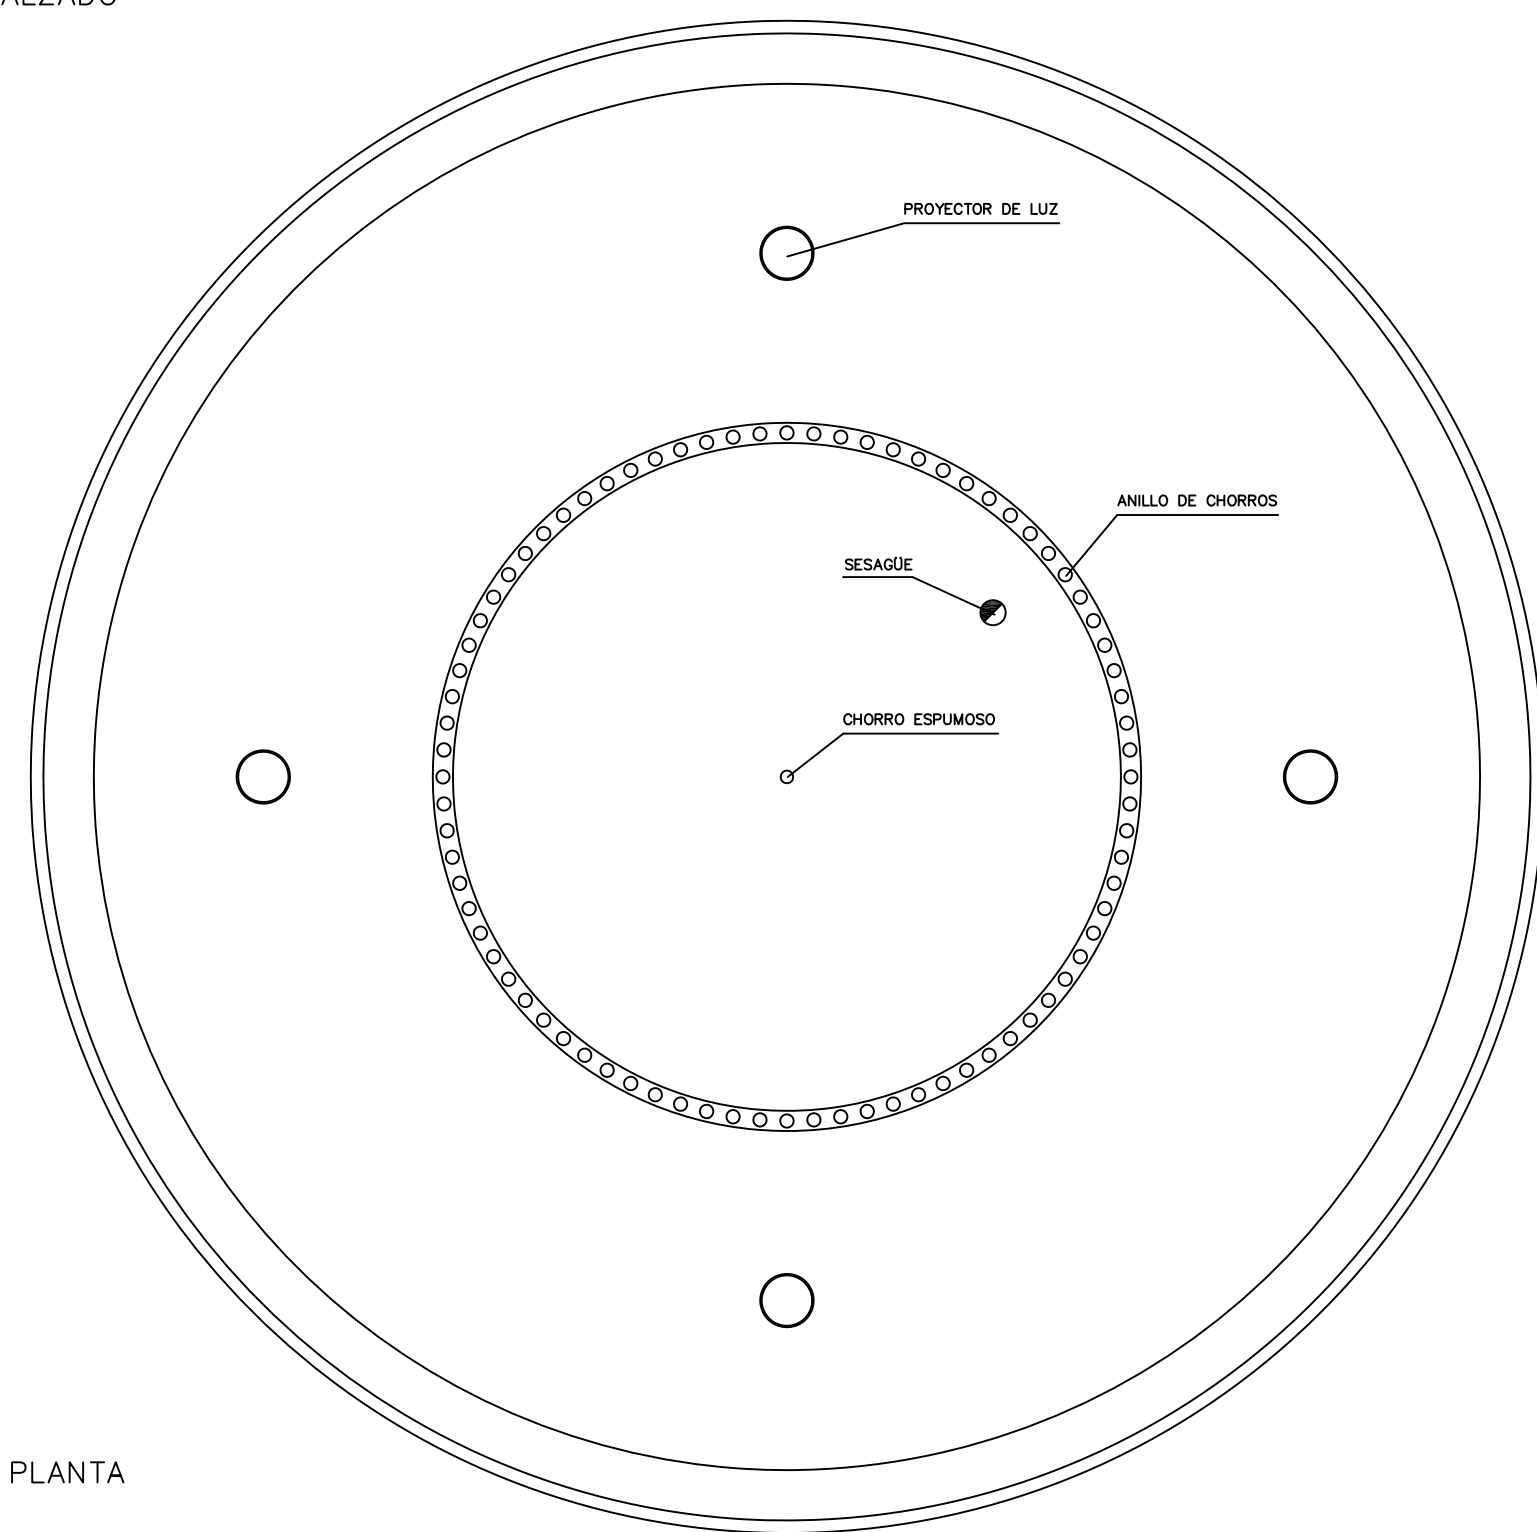 ALZADO
PROYECTOR DE LUZ
ANILLO DE CHORROS
SESAGÜE
CHORRO ESPUMOSO
PLANTA